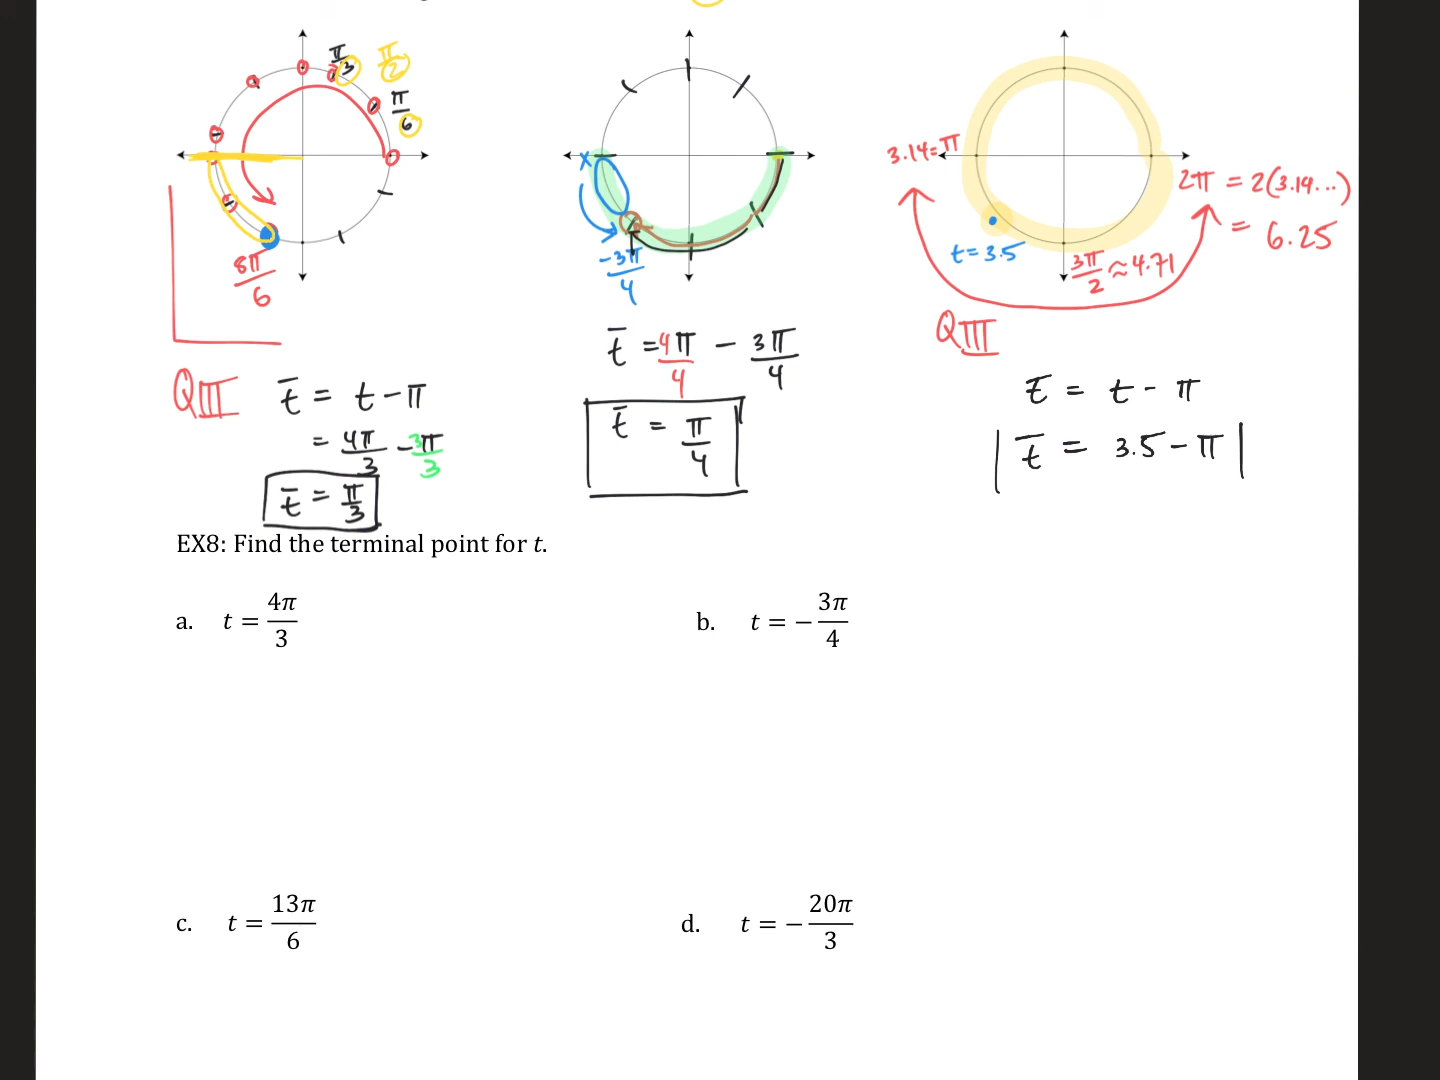 π/3 π/2
π/6
8π/6
QIII t̄ = t - π
= 4π/3 - 3π/3
t̄ = π/3
x
-3π/4
t̄ = 4π/4 - 3π/4
t̄ = π/4
3.14 = π
2π = 2(3.14...)
= 6.25
t = 3.5
3π/2 ≈ 4.71
QIII
t̄ = t - π
t̄ = 3.5 - π
EX8: Find the terminal point for t.
a. t = 4π/3 b. t = -3π/4
c. t = 13π/6 d. t = -20π/3